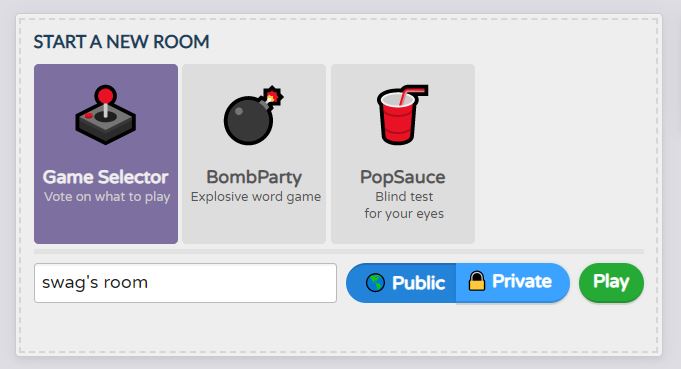 START A NEW ROOM
Game Selector
Vote on what to play
BombParty
Explosive word game
PopSauce
Blind test
for your eyes
swag's room
Public
Private
Play